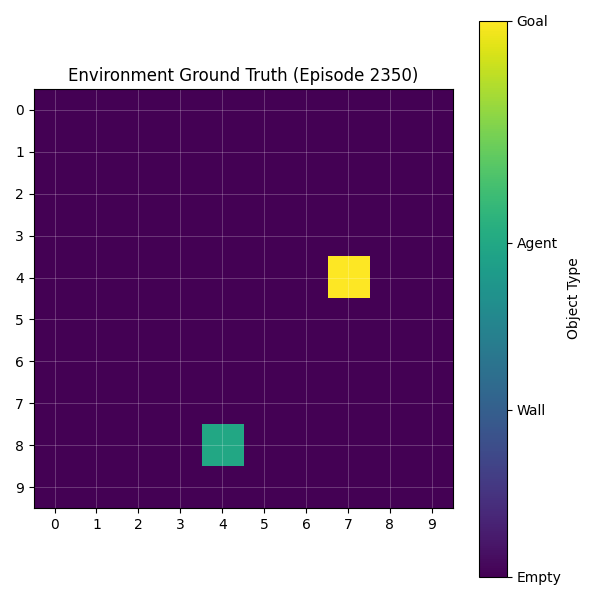 Environment Ground Truth (Episode 2350)
Goal
0
1
2
3
Agent
4
Object Type
5
6
7
Wall
8
9
0 1 2 3 4 5 6 7 8 9
Empty